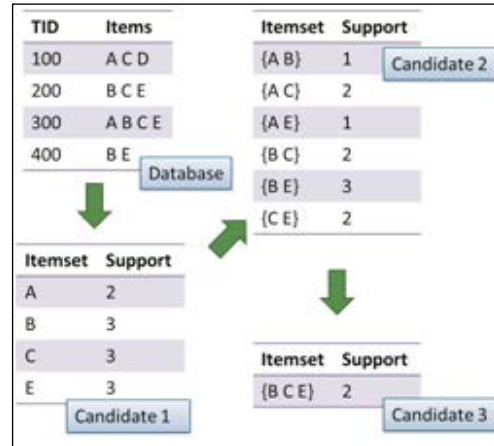 TID Items
100 A C D
200 B C E
300 A B C E
400 B E
Database
Itemset Support
A 2
B 3
C 3
E 3
Candidate 1
Itemset Support
{A B} 1
Candidate 2
{A C} 2
{A E} 1
{B C} 2
{B E} 3
{C E} 2
Itemset Support
{B C E} 2
Candidate 3